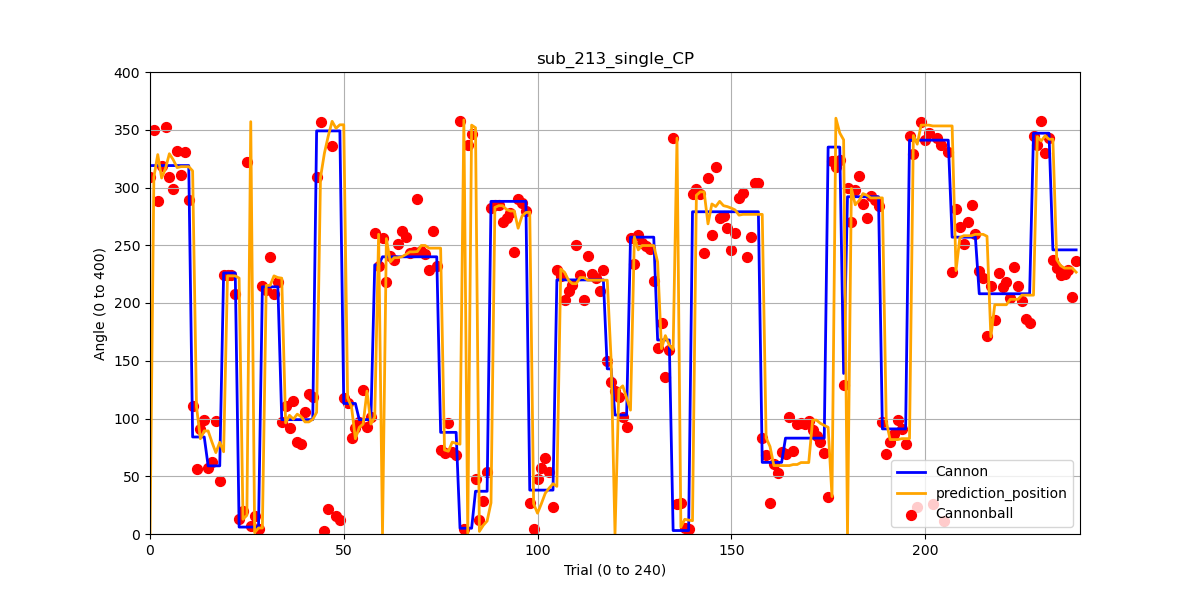 sub_213_single_CP
400
350
300
250
200
150
100
50
0
Angle (0 to 400)
0 50 100 150 200
Trial (0 to 240)
Cannon
prediction_position
Cannonball